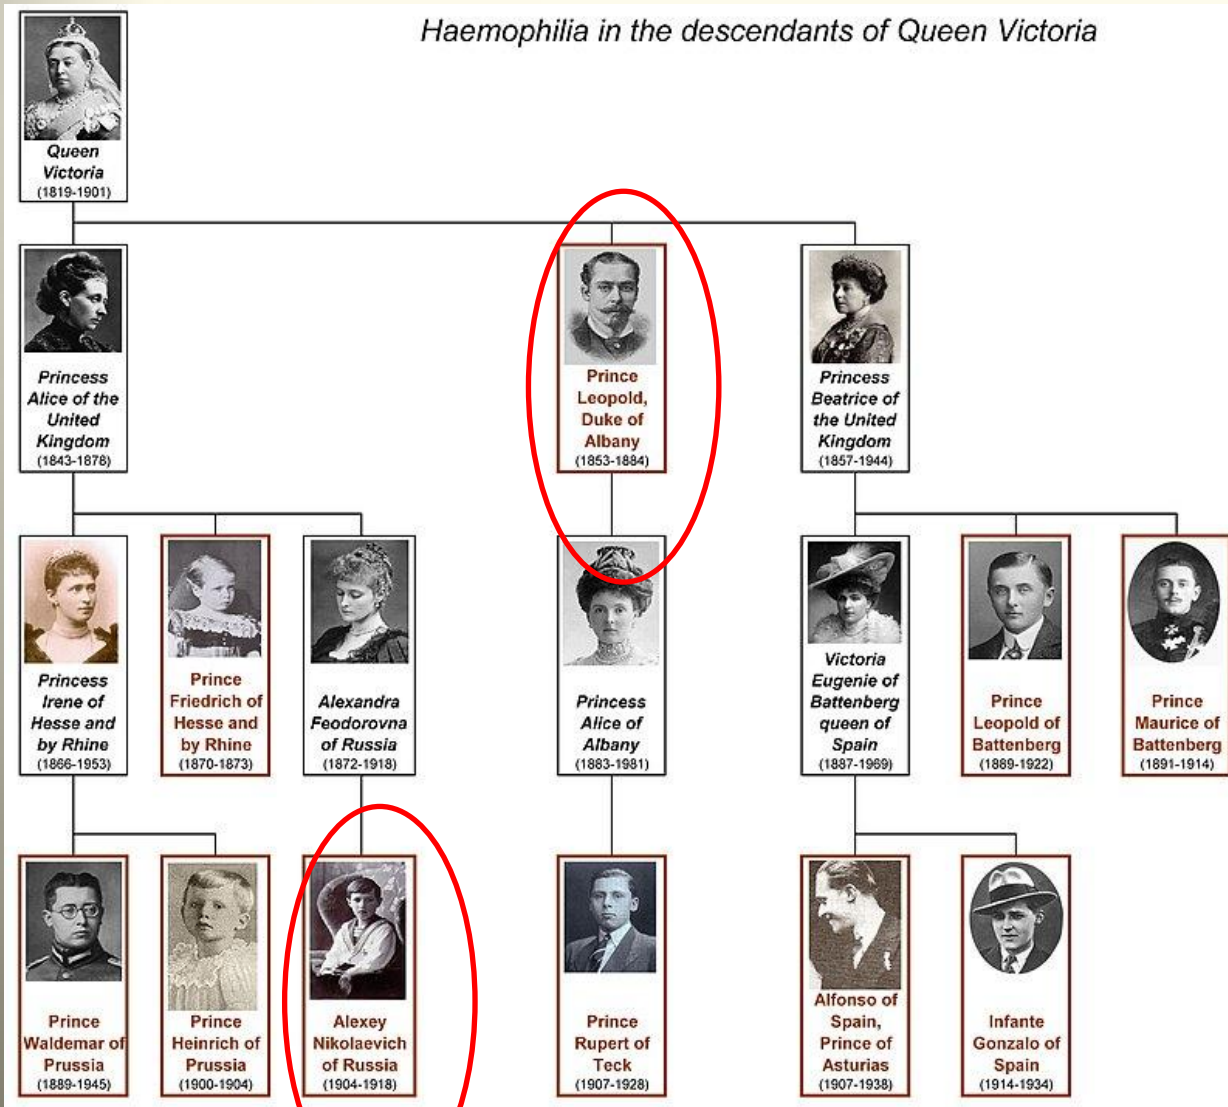 Haemophilia in the descendants of Queen Victoria
Queen
Victoria
(1819-1901)
Princess
Alice of the
United
Kingdom
(1843-1878)
Prince
Leopold,
Duke of
Albany
(1853-1884)
Princess
Beatrice of
the United
Kingdom
(1857-1944)
Princess
Irene of
Hesse and
by Rhine
(1866-1953)
Prince
Friedrich of
Hesse and
by Rhine
(1870-1873)
Alexandra
Feodorovna
of Russia
(1872-1918)
Princess
Alice of
Albany
(1883-1981)
Victoria
Eugenie of
Battenberg
queen of
Spain
(1887-1969)
Prince
Leopold of
Battenberg
(1889-1922)
Prince
Maurice of
Battenberg
(1891-1914)
Prince
Waldemar of
Prussia
(1889-1945)
Prince
Heinrich of
Prussia
(1900-1904)
Alexey
Nikolaevich
of Russia
(1904-1918)
Prince
Rupert of
Teck
(1907-1928)
Alfonso of
Spain,
Prince of
Asturias
(1907-1938)
Infante
Gonzalo of
Spain
(1914-1934)